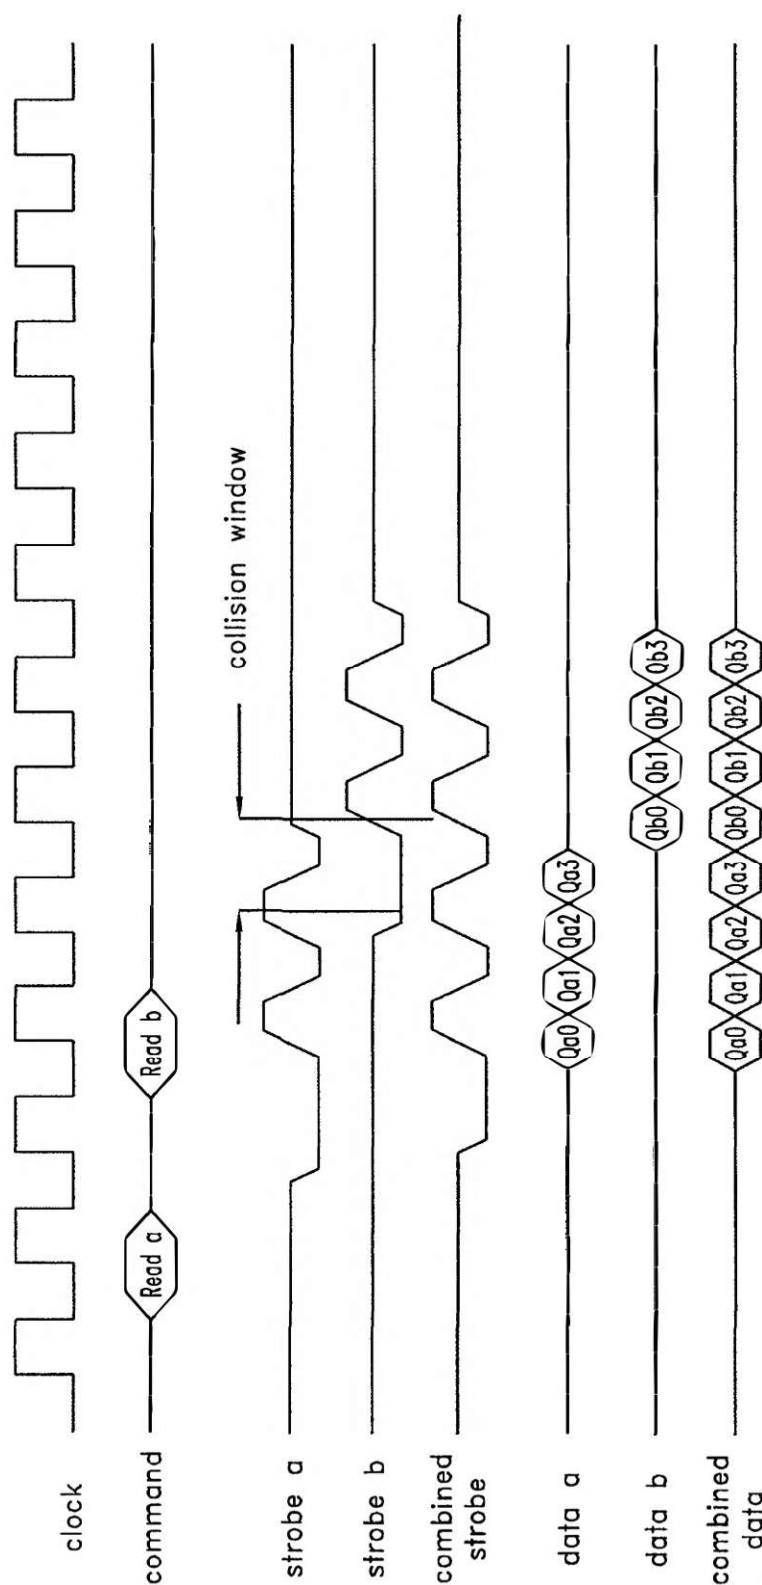 clock
command
Read a
Read b
collision window
strobe a
strobe b
combined
strobe
data a
Qa0 Qa1 Qa2 Qa3
data b
Qb0 Qb1 Qb2 Qb3
combined
data
Qa0 Qa1 Qa2 Qa3 Qb0 Qb1 Qb2 Qb3